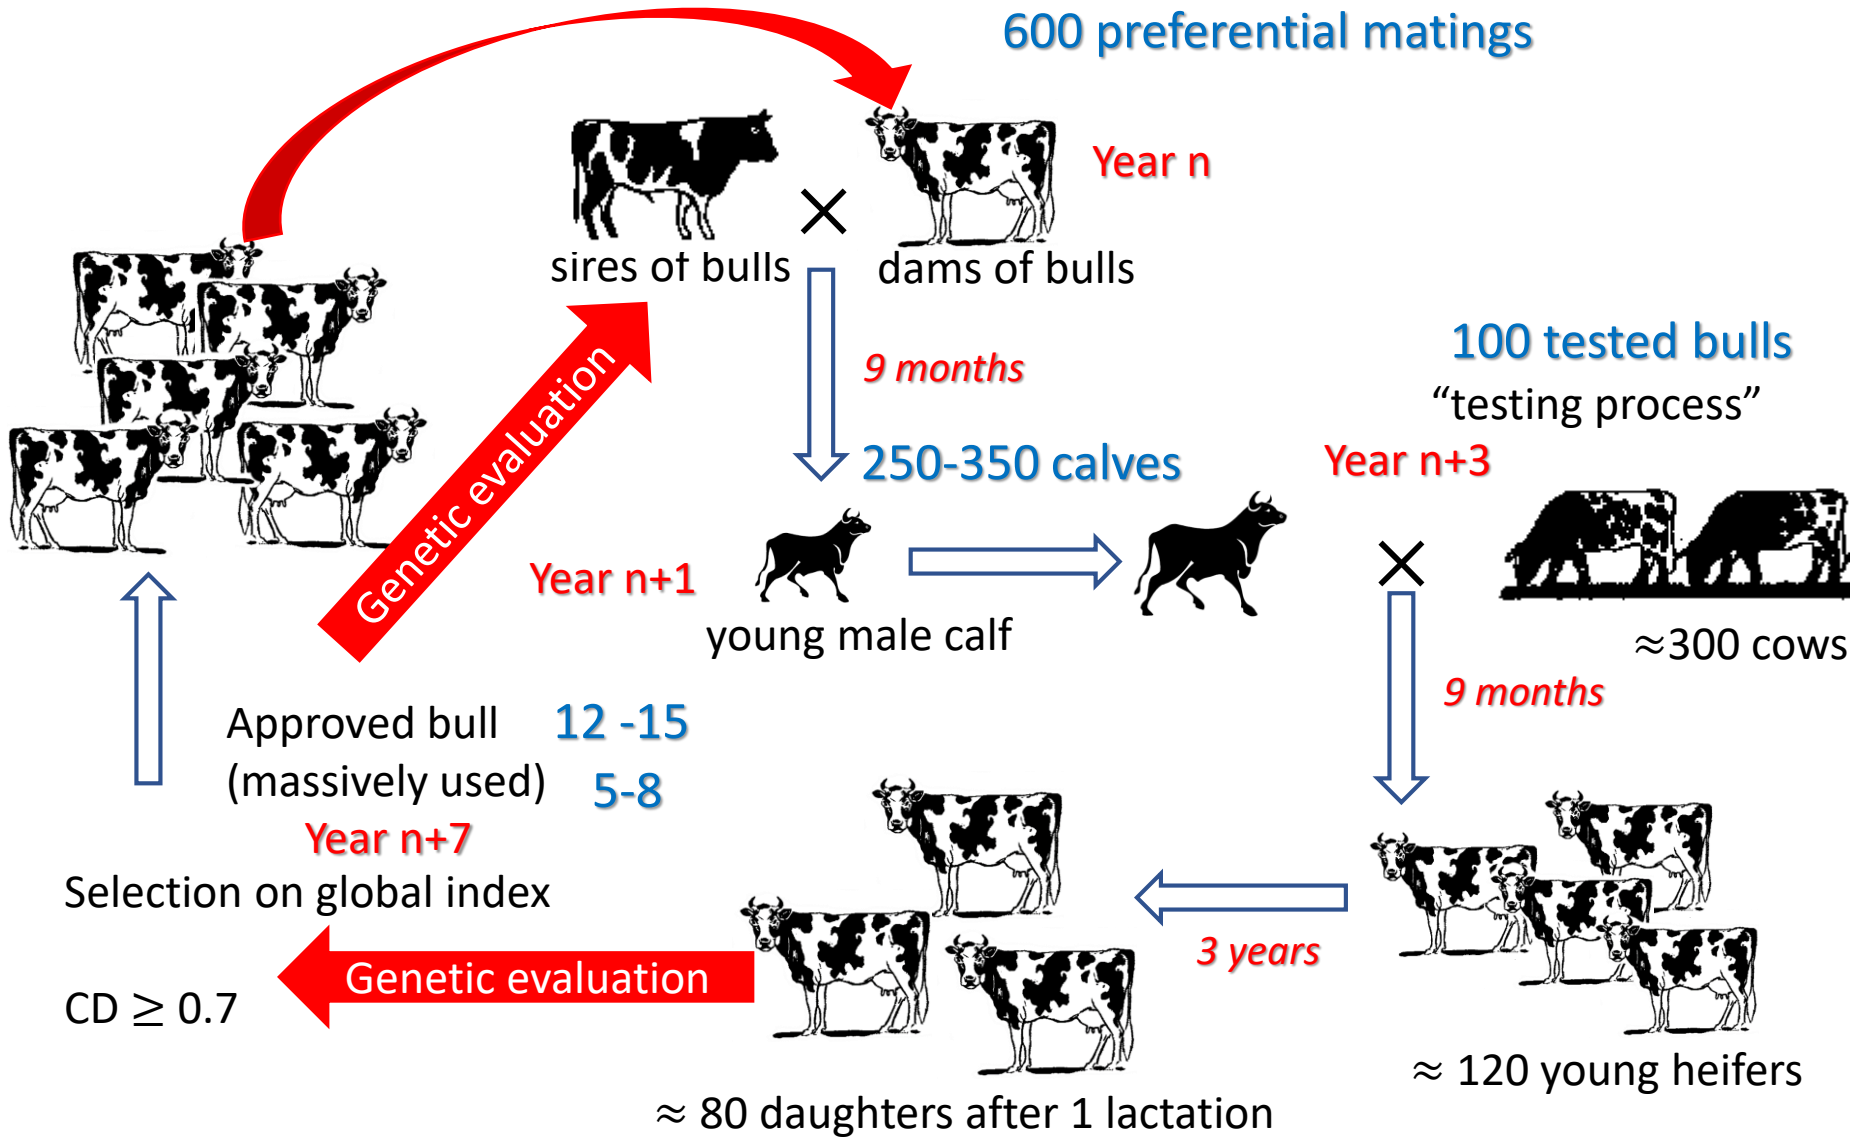 600 preferential matings
Year n
sires of bulls
dams of bulls
9 months
100 tested bulls
“testing process”
250-350 calves
Year n+3
Genetic evaluation
Year n+1
young male calf
≈300 cows
9 months
Approved bull 12 -15
(massively used) 5-8
Year n+7
Selection on global index
3 years
Genetic evaluation
CD ≥ 0.7
≈ 120 young heifers
≈ 80 daughters after 1 lactation